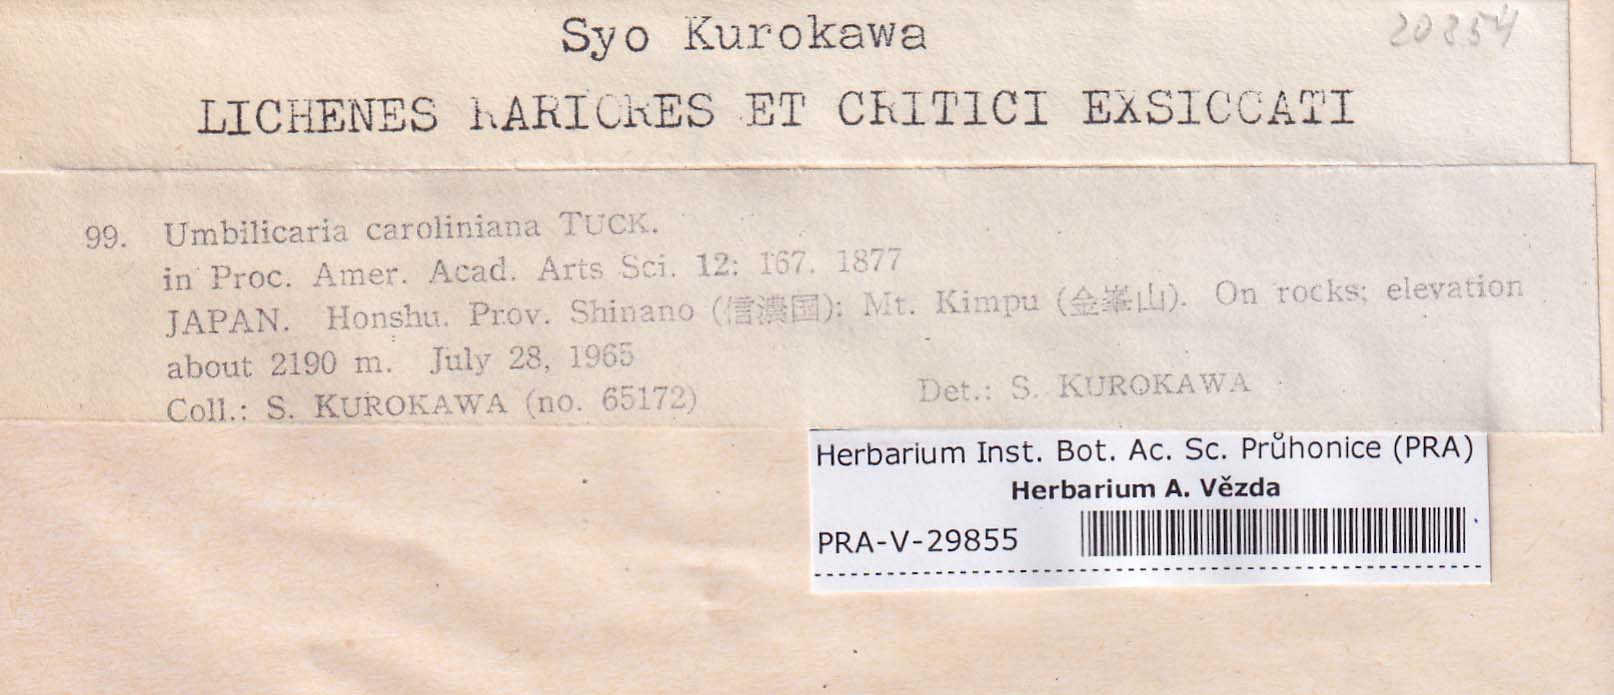 20354
Syo Kurokawa
LICHENES RARIORES ET CRITICI EXSICCATI
99. Umbilicaria caroliniana TUCK.
in Proc. Amer. Acad. Arts Sci. 12: 167. 1877
JAPAN. Honshu. Prov. Shinano (信濃国): Mt. Kimpu (金峯山). On rocks; elevation
about 2190 m. July 28, 1965
Coll.: S. KUROKAWA (no. 65172) Det.: S. KUROKAWA
Herbarium Inst. Bot. Ac. Sc. Průhonice (PRA)
Herbarium A. Vězda
PRA-V-29855